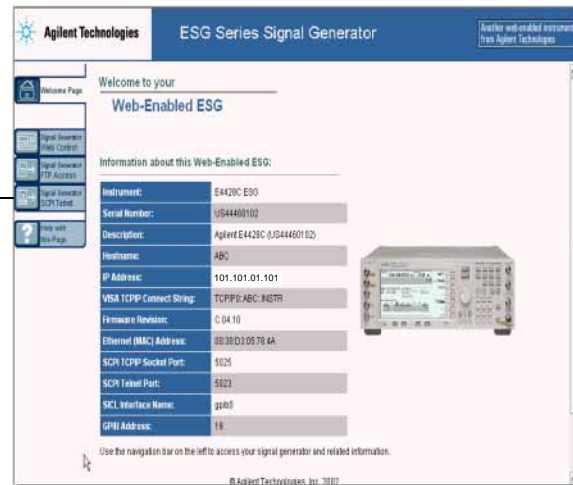 Agilent Technologies
ESG Series Signal Generator
Another web-enabled instrument
from Agilent Technologies
Welcome Page
Signal Generator
Web Control
Signal Generator
FTP Access
Signal Generator
SCPI Telnet
Help with
this Page
Welcome to your
Web-Enabled ESG
Information about this Web-Enabled ESG:
Instrument: E4428C ESG
Serial Number: US44460102
Description: Agilent E4428C (US44460102)
Hostname: ABC
IP Address: 101.101.01.101
VISA TCPIP Connect String: TCPIP0::ABC::INSTR
Firmware Revision: C.04.10
Ethernet (MAC) Address: 00:30:D3:05:76:4A
SCPI TCPIP Socket Port: 5025
SCPI Telnet Port: 5023
SICL Interface Name: gpib0
GPIB Address: 19
Use the navigation bar on the left to access your signal generator and related information.
© Agilent Technologies, Inc. 2002